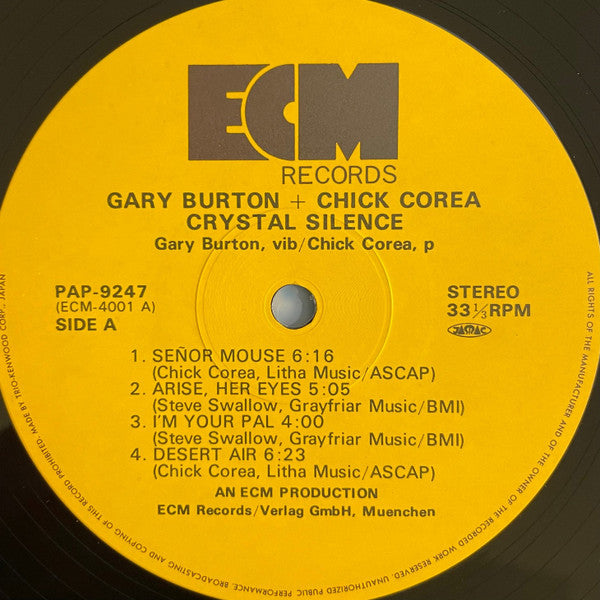 ECM
RECORDS
GARY BURTON + CHICK COREA
CRYSTAL SILENCE
Gary Burton, vib/Chick Corea, p
PAP-9247
(ECM-4001 A)
SIDE A
STEREO
33 1/3 RPM
JASRAC
1. SEÑOR MOUSE 6:16
(Chick Corea, Litha Music/ASCAP)
2. ARISE, HER EYES 5:05
(Steve Swallow, Grayfriar Music/BMI)
3. I'M YOUR PAL 4:00
(Steve Swallow, Grayfriar Music/BMI)
4. DESERT AIR 6:23
(Chick Corea, Litha Music/ASCAP)
AN ECM PRODUCTION
ECM Records/Verlag GmbH, Muenchen
ALL RIGHTS OF THE MANUFACTURER AND OF THE OWNER OF THE RECORDED WORK RESERVED. UNAUTHORIZED PUBLIC PERFORMANCE, BROADCASTING AND COPYING OF THIS RECORD PROHIBITED. MADE BY TRIO-KENWOOD CORP., JAPAN